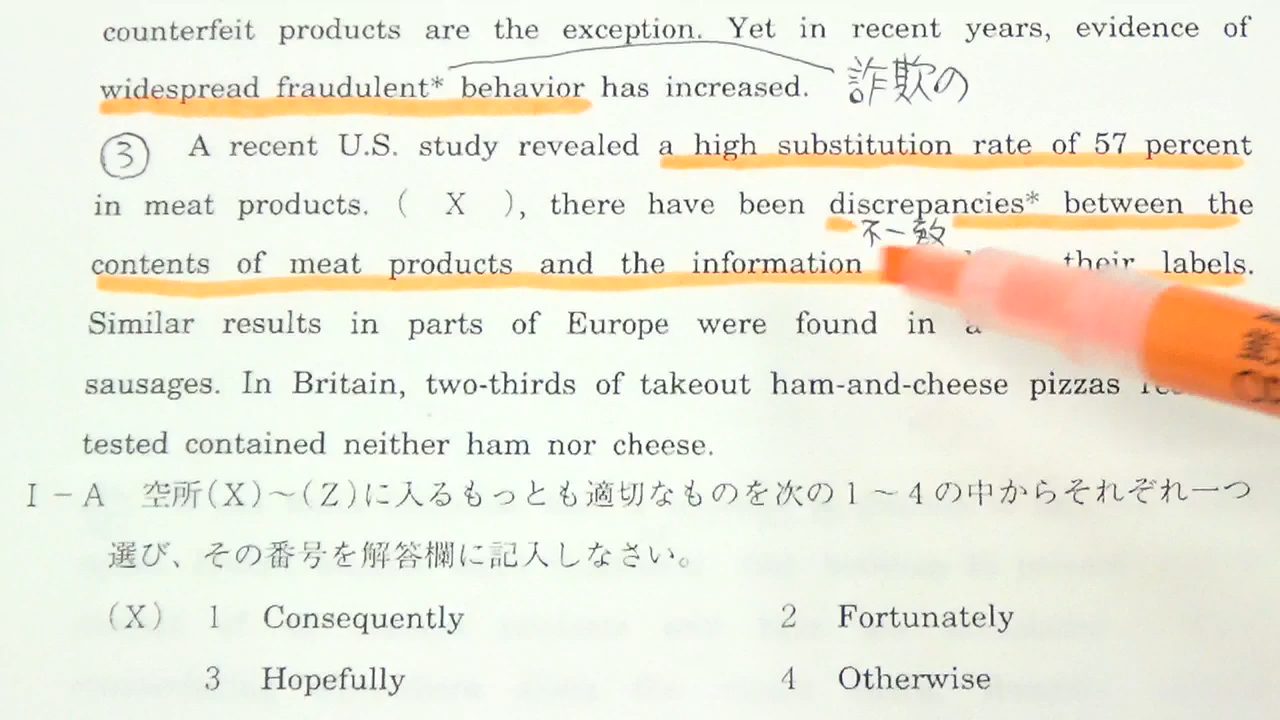 counterfeit products are the exception. Yet in recent years, evidence of
widespread fraudulent* behavior has increased. 詐欺の
③ A recent U.S. study revealed a high substitution rate of 57 percent
in meat products. ( X ), there have been discrepancies* between the
不一致
contents of meat products and the information their labels.
Similar results in parts of Europe were found in a
sausages. In Britain, two-thirds of takeout ham-and-cheese pizzas
tested contained neither ham nor cheese.
I-A 空所(X)~(Z)に入るもっとも適切なものを次の1~4の中からそれぞれ一つ
選び、その番号を解答欄に記入しなさい。
(X) 1 Consequently 2 Fortunately
3 Hopefully 4 Otherwise